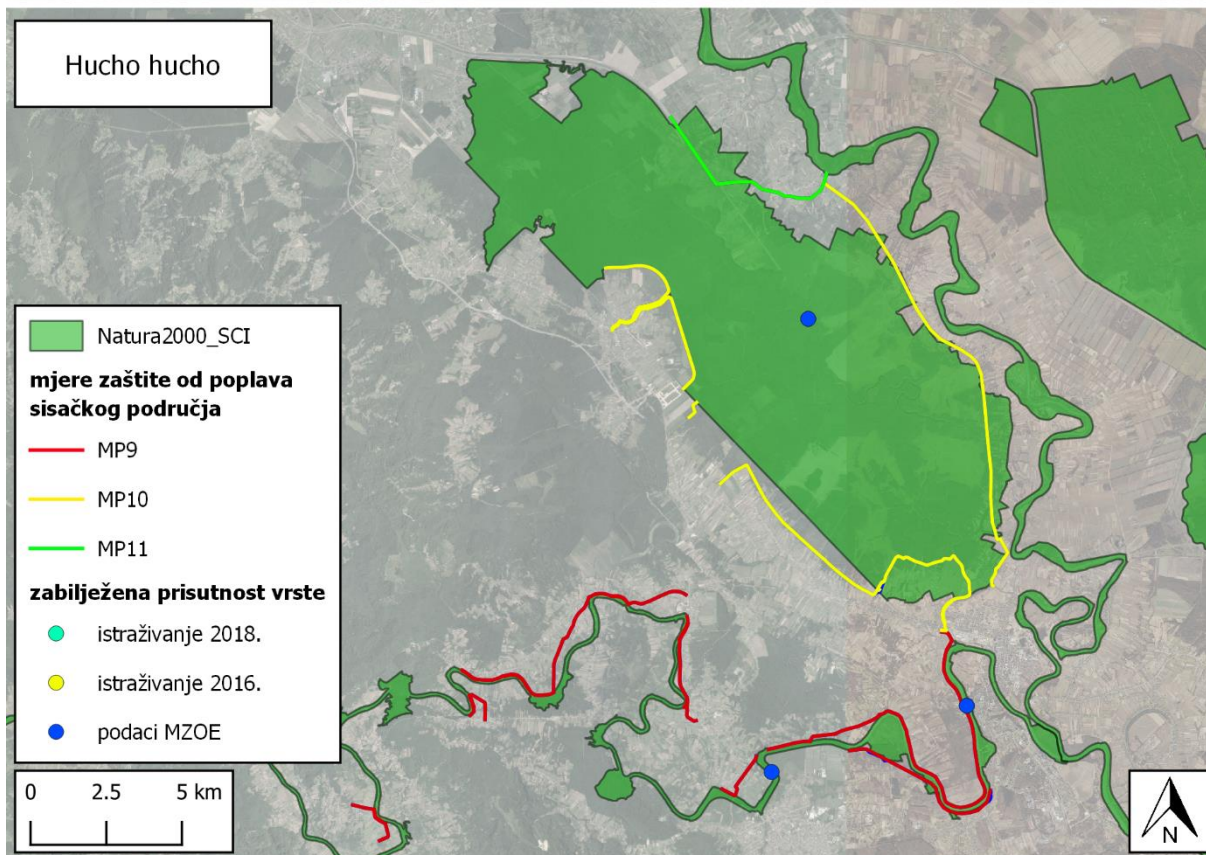 Hucho hucho
Natura2000_SCI
mjere zaštite od poplava
sisačkog područja
MP9
MP10
MP11
zabilježena prisutnost vrste
istraživanje 2018.
istraživanje 2016.
podaci MZOE
0 2.5 5 km
N